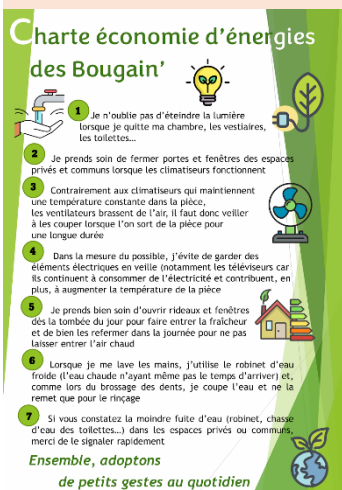 Charte économie d'énergies
des Bougain'
1 Je n'oublie pas d'éteindre la lumière
lorsque je quitte ma chambre, les vestiaires,
les toilettes…
2 Je prends soin de fermer portes et fenêtres des espaces
privés et communs lorsque les climatiseurs fonctionnent
3 Contrairement aux climatiseurs qui maintiennent
une température constante dans la pièce,
les ventilateurs brassent de l'air, il faut donc veiller
à les couper lorsque l'on sort de la pièce pour
une longue durée
4 Dans la mesure du possible, j'évite de garder des
éléments électriques en veille (notamment les téléviseurs car
ils continuent à consommer de l'électricité et contribuent, en
plus, à augmenter la température de la pièce
5 Je prends bien soin d'ouvrir rideaux et fenêtres
dès la tombée du jour pour faire entrer la fraîcheur
et de bien les refermer dans la journée pour ne pas
laisser entrer l'air chaud
6 Lorsque je me lave les mains, j'utilise le robinet d'eau
froide (l'eau chaude n'ayant même pas le temps d'arriver) et,
comme lors du brossage des dents, je coupe l'eau et ne la
remet que pour le rinçage
7 Si vous constatez la moindre fuite d'eau (robinet, chasse
d'eau des toilettes…) dans les espaces privés ou communs,
merci de le signaler rapidement
Ensemble, adoptons
de petits gestes au quotidien